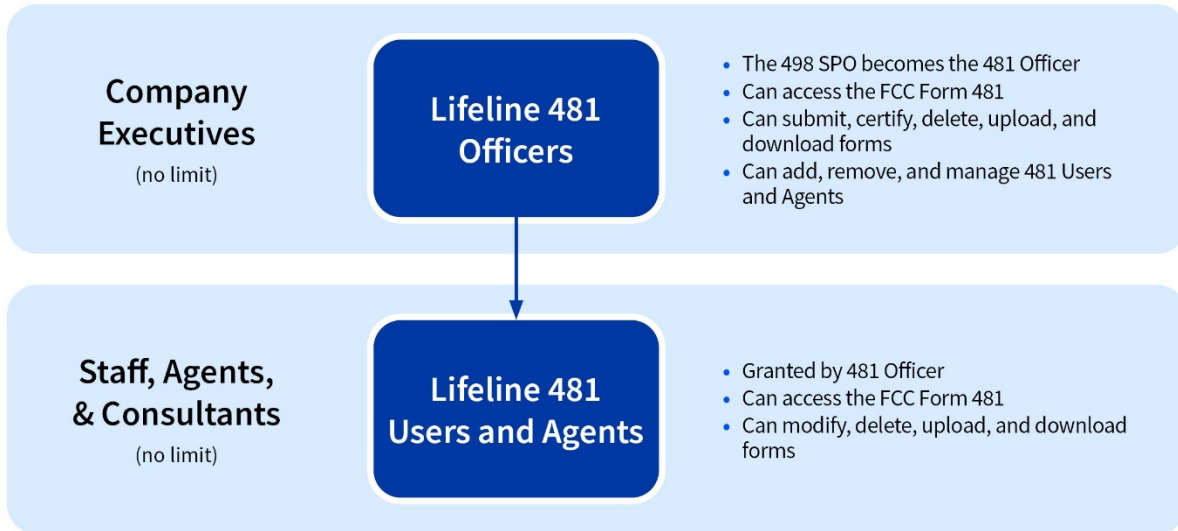 Company
Executives
(no limit)
Lifeline 481
Officers
• The 498 SPO becomes the 481 Officer
• Can access the FCC Form 481
• Can submit, certify, delete, upload, and
download forms
• Can add, remove, and manage 481 Users
and Agents
Staff, Agents,
& Consultants
(no limit)
Lifeline 481
Users and Agents
• Granted by 481 Officer
• Can access the FCC Form 481
• Can modify, delete, upload, and download
forms